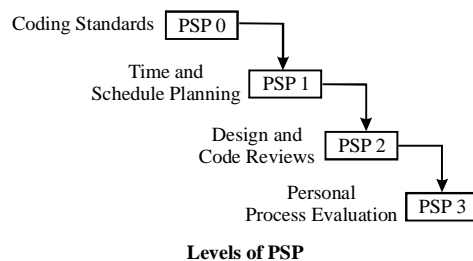 Coding Standards PSP 0
Time and
Schedule Planning PSP 1
Design and
Code Reviews PSP 2
Personal
Process Evaluation PSP 3
Levels of PSP